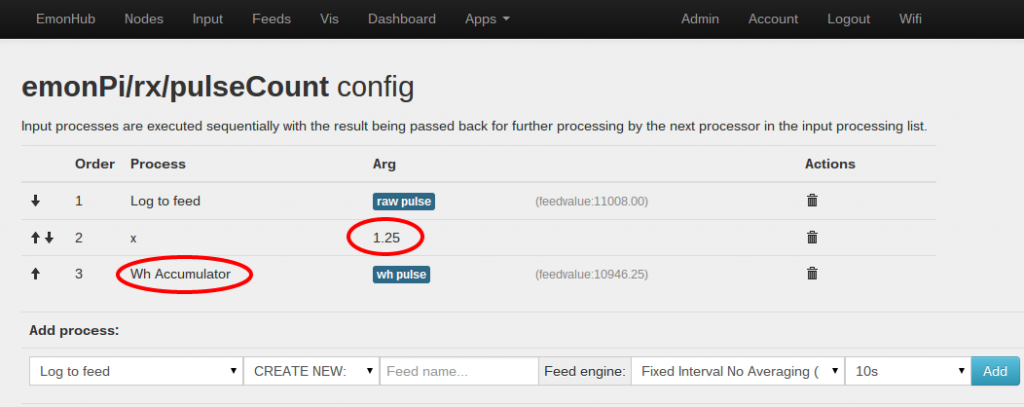 EmonHub Nodes Input Feeds Vis Dashboard Apps Admin Account Logout Wifi
emonPi/rx/pulseCount config
Input processes are executed sequentially with the result being passed back for further processing by the next processor in the input processing list.
Order Process Arg Actions
1 Log to feed raw pulse (feedvalue:11008.00)
2 x 1.25
3 Wh Accumulator wh pulse (feedvalue:10946.25)
Add process:
Log to feed CREATE NEW: Feed name... Feed engine: Fixed Interval No Averaging ( 10s Add